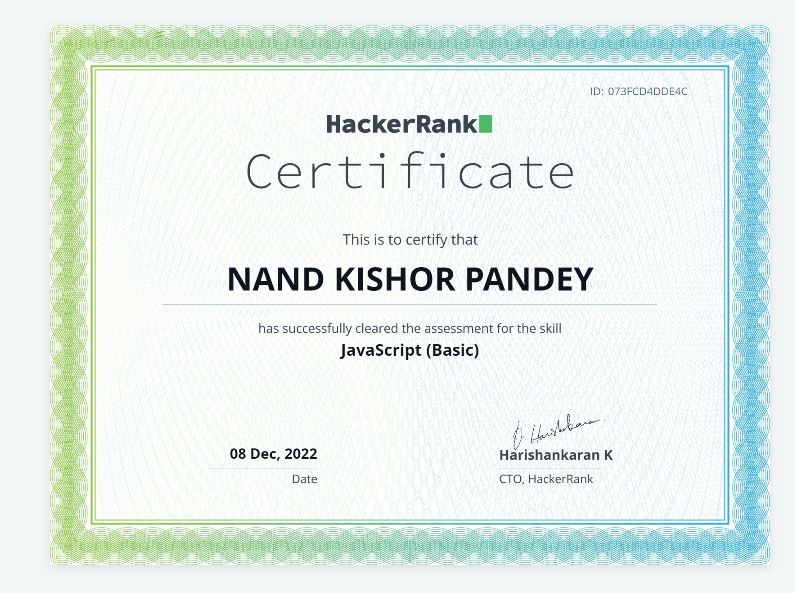 ID: 073FCD4DDE4C
HackerRank
Certificate
This is to certify that
NAND KISHOR PANDEY
has successfully cleared the assessment for the skill
JavaScript (Basic)
08 Dec, 2022
Date
Harishankaran K
CTO, HackerRank